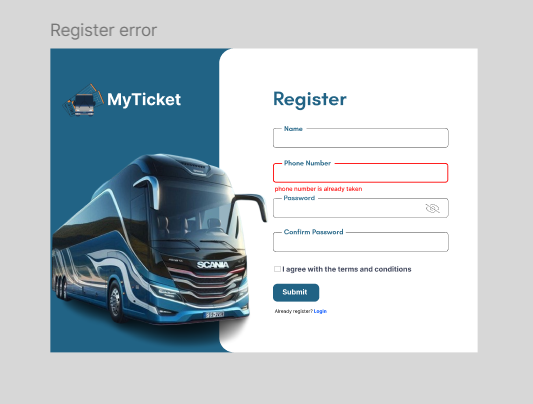 Register error
MyTicket
Register
Name
Phone Number
phone number is already taken
Password
Confirm Password
I agree with the terms and conditions
Submit
Already register? Login
SCANIA